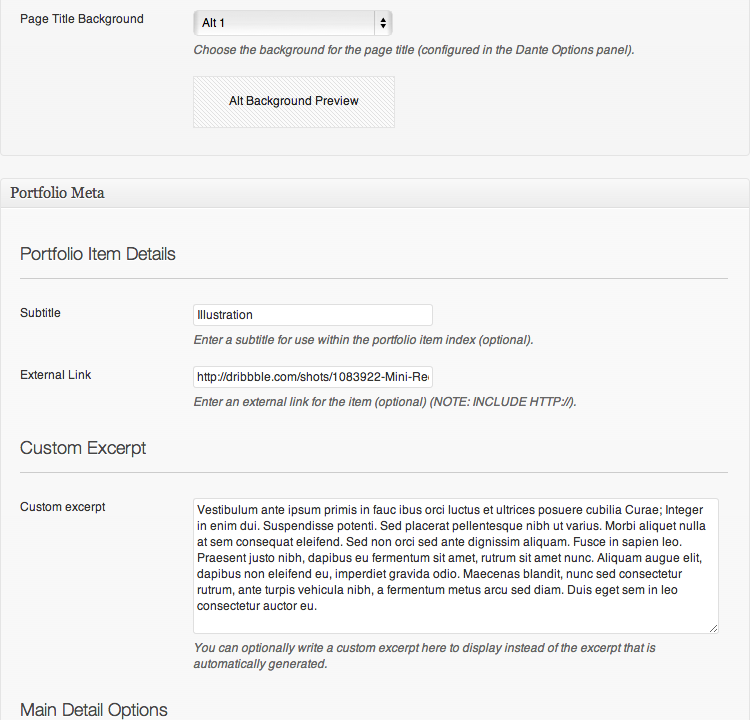 Page Title Background
Alt 1
Choose the background for the page title (configured in the Dante Options panel).
Alt Background Preview
Portfolio Meta
Portfolio Item Details
Subtitle
Illustration
Enter a subtitle for use within the portfolio item index (optional).
External Link
http://dribbble.com/shots/1083922-Mini-Re
Enter an external link for the item (optional) (NOTE: INCLUDE HTTP://).
Custom Excerpt
Custom excerpt
Vestibulum ante ipsum primis in fauc ibus orci luctus et ultrices posuere cubilia Curae; Integer
in enim dui. Suspendisse potenti. Sed placerat pellentesque nibh ut varius. Morbi aliquet nulla
at sem consequat eleifend. Sed non orci sed ante dignissim aliquam. Fusce in sapien leo.
Praesent justo nibh, dapibus eu fermentum sit amet, rutrum sit amet nunc. Aliquam augue elit,
dapibus non eleifend eu, imperdiet gravida odio. Maecenas blandit, nunc sed consectetur
rutrum, ante turpis vehicula nibh, a fermentum metus arcu sed diam. Duis eget sem in leo
consectetur auctor eu.
You can optionally write a custom excerpt here to display instead of the excerpt that is
automatically generated.
Main Detail Options